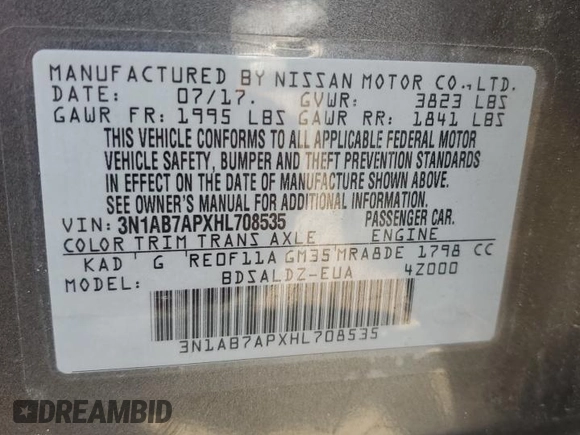 MANUFACTURED BY NISSAN MOTOR CO., LTD.
DATE: 07/17. GVWR: 3823 LBS
GAWR FR: 1995 LBS GAWR RR: 1841 LBS
THIS VEHICLE CONFORMS TO ALL APPLICABLE FEDERAL MOTOR
VEHICLE SAFETY, BUMPER AND THEFT PREVENTION STANDARDS
IN EFFECT ON THE DATE OF MANUFACTURE SHOWN ABOVE.
SEE OWNER'S MANUAL FOR ADDITIONAL INFORMATION.
VIN: 3N1AB7APXHL708535 PASSENGER CAR.
COLOR TRIM TRANS AXLE ENGINE
KAD G RE0F11A GM35 MRA8DE 1798 CC
MODEL: BDSALDZ-EUA 4Z000
3N1AB7APXHL708535
DREAMBID